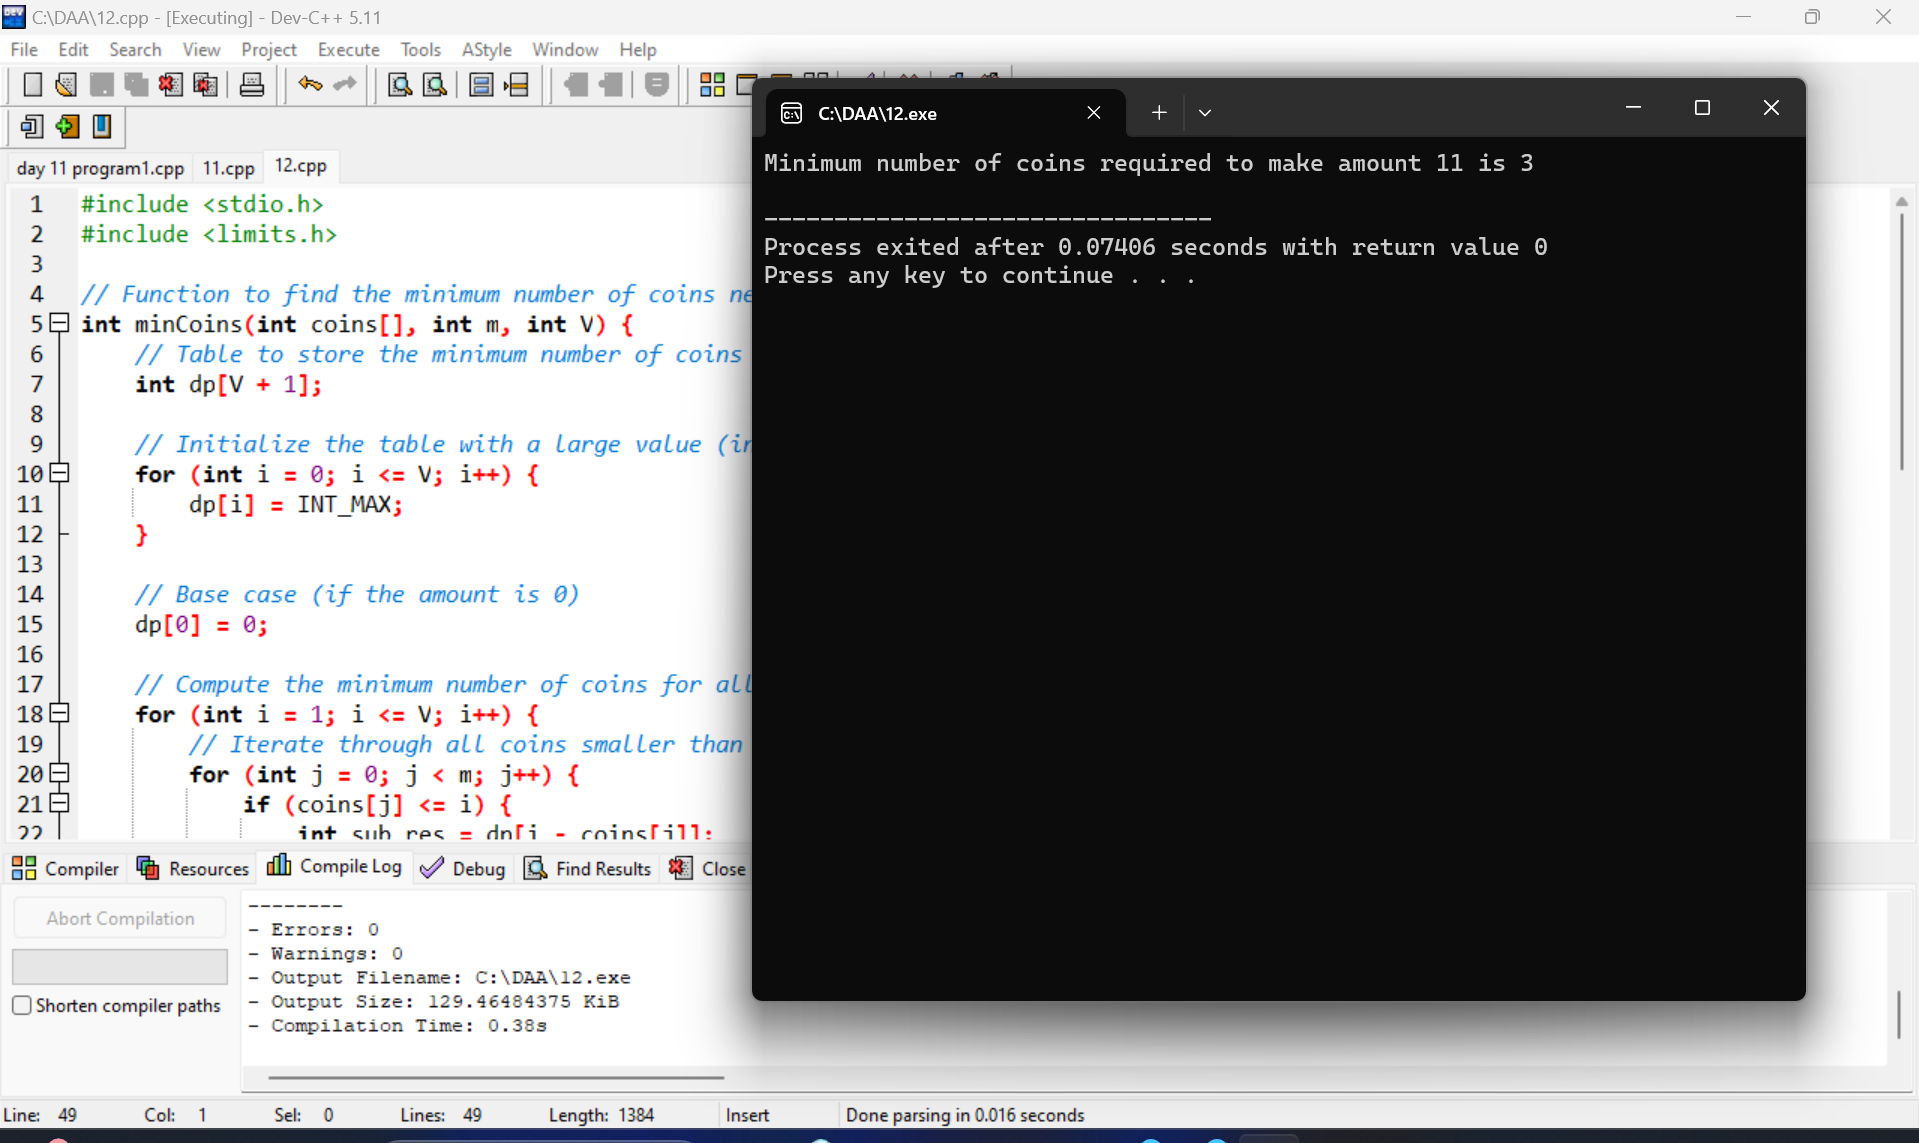 C:\DAA\12.cpp - [Executing] - Dev-C++ 5.11
File Edit Search View Project Execute Tools AStyle Window Help
day 11 program1.cpp 11.cpp 12.cpp
1 #include <stdio.h>
2 #include <limits.h>
3
4 // Function to find the minimum number of coins
5 int minCoins(int coins[], int m, int V) {
6 // Table to store the minimum number of coins
7 int dp[V + 1];
8
9 // Initialize the table with a large value
10 for (int i = 0; i <= V; i++) {
11 dp[i] = INT_MAX;
12 }
13
14 // Base case (if the amount is 0)
15 dp[0] = 0;
16
17 // Compute the minimum number of coins for all
18 for (int i = 1; i <= V; i++) {
19 // Iterate through all coins smaller than
20 for (int j = 0; j < m; j++) {
21 if (coins[j] <= i) {
22 int sub_res = dp[i - coins[j]];
C:\DAA\12.exe
Minimum number of coins required to make amount 11 is 3
--------------------------------
Process exited after 0.07406 seconds with return value 0
Press any key to continue . . .
Compiler Resources Compile Log Debug Find Results Close
Abort Compilation
Shorten compiler paths
--------
- Errors: 0
- Warnings: 0
- Output Filename: C:\DAA\12.exe
- Output Size: 129.46484375 KiB
- Compilation Time: 0.38s
Line: 49 Col: 1 Sel: 0 Lines: 49 Length: 1384 Insert Done parsing in 0.016 seconds